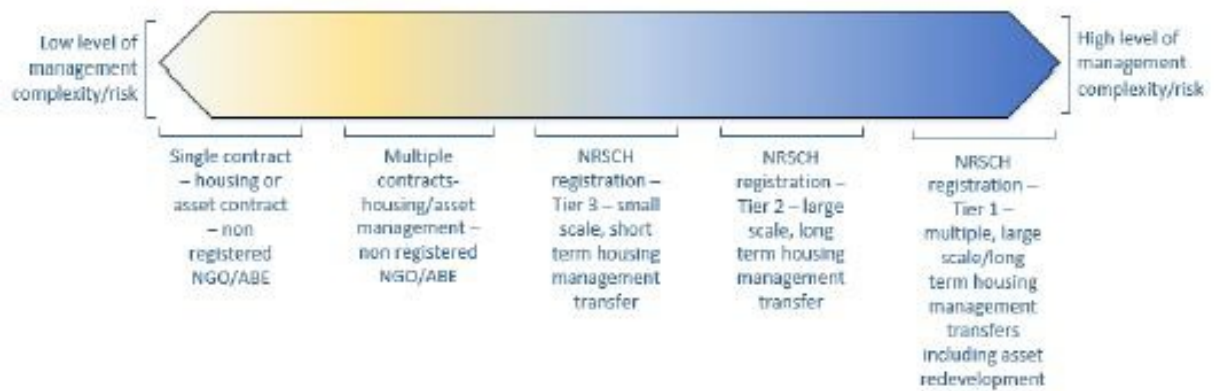 Low level of
management
complexity/risk
High level of
management
complexity/risk
Single contract
– housing or
asset contract
– non
registered
NGO/ABE
Multiple
contracts-
housing/asset
management –
non registered
NGO/ABE
NRSCH
registration –
Tier 3 – small
scale, short
term housing
management
transfer
NRSCH
registration –
Tier 2 – large
scale, long
term housing
management
transfer
NRSCH
registration –
Tier 1 –
multiple, large
scale/long
term housing
management
transfers
including asset
redevelopment